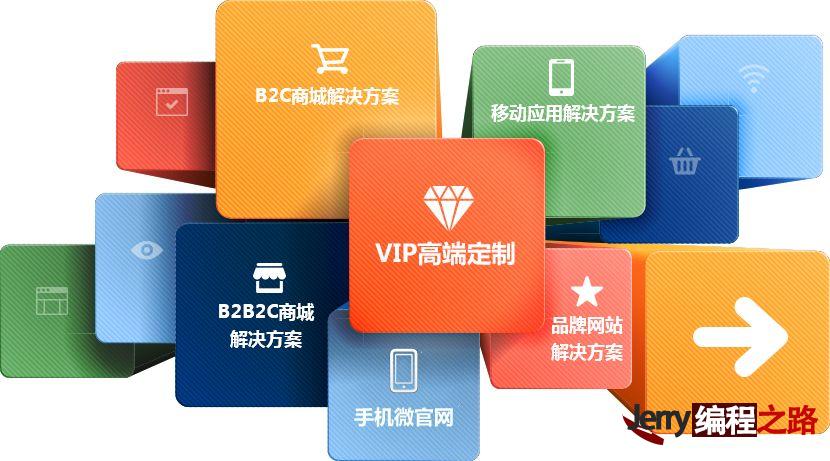 B2C商城解决方案
移动应用解决方案
VIP高端定制
B2B2C商城
解决方案
品牌网站
解决方案
手机微官网
Jerry编程之路